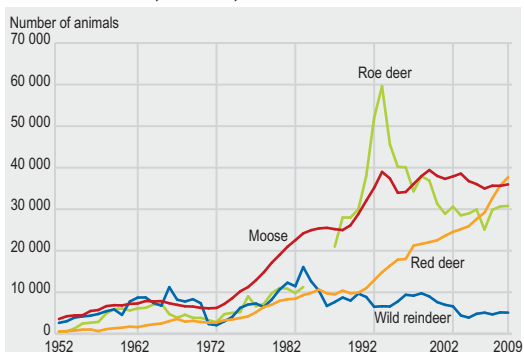 Number of animals
70 000
60 000
50 000
40 000
30 000
20 000
10 000
0
Roe deer
Moose
Red deer
Wild reindeer
1952 1962 1972 1982 1992 2002 2009